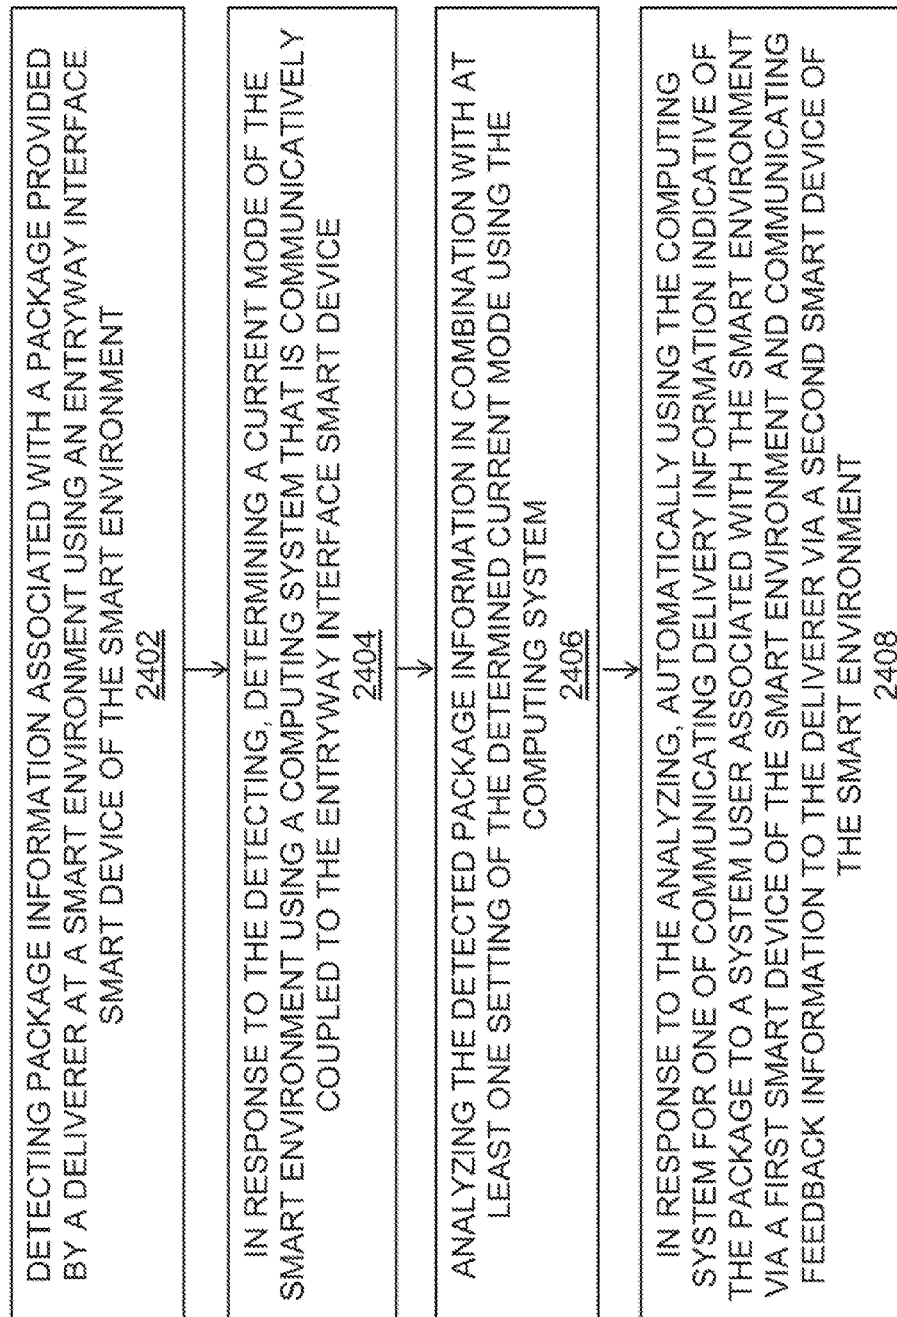 DETECTING PACKAGE INFORMATION ASSOCIATED WITH A PACKAGE PROVIDED
BY A DELIVERER AT A SMART ENVIRONMENT USING AN ENTRYWAY INTERFACE
SMART DEVICE OF THE SMART ENVIRONMENT
2402
IN RESPONSE TO THE DETECTING, DETERMINING A CURRENT MODE OF THE
SMART ENVIRONMENT USING A COMPUTING SYSTEM THAT IS COMMUNICATIVELY
COUPLED TO THE ENTRYWAY INTERFACE SMART DEVICE
2404
ANALYZING THE DETECTED PACKAGE INFORMATION IN COMBINATION WITH AT
LEAST ONE SETTING OF THE DETERMINED CURRENT MODE USING THE
COMPUTING SYSTEM
2406
IN RESPONSE TO THE ANALYZING, AUTOMATICALLY USING THE COMPUTING
SYSTEM FOR ONE OF COMMUNICATING DELIVERY INFORMATION INDICATIVE OF
THE PACKAGE TO A SYSTEM USER ASSOCIATED WITH THE SMART ENVIRONMENT
VIA A FIRST SMART DEVICE OF THE SMART ENVIRONMENT AND COMMUNICATING
FEEDBACK INFORMATION TO THE DELIVERER VIA A SECOND SMART DEVICE OF
THE SMART ENVIRONMENT
2408